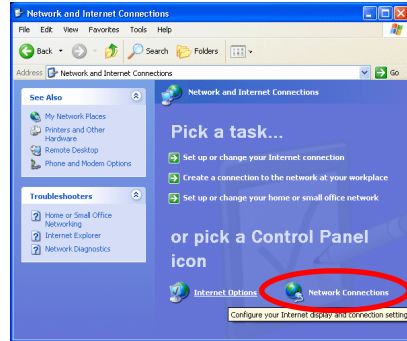 Network and Internet Connections
File Edit View Favorites Tools Help
Back Search Folders
Address Network and Internet Connections Go
See Also
My Network Places
Printers and Other
Hardware
Remote Desktop
Phone and Modem Options
Troubleshooters
Home or Small Office
Networking
Internet Explorer
Network Diagnostics
Network and Internet Connections
Pick a task...
Set up or change your Internet connection
Create a connection to the network at your workplace
Set up or change your home or small office network
or pick a Control Panel
icon
Internet Options Network Connections
Configure your Internet display and connection setting